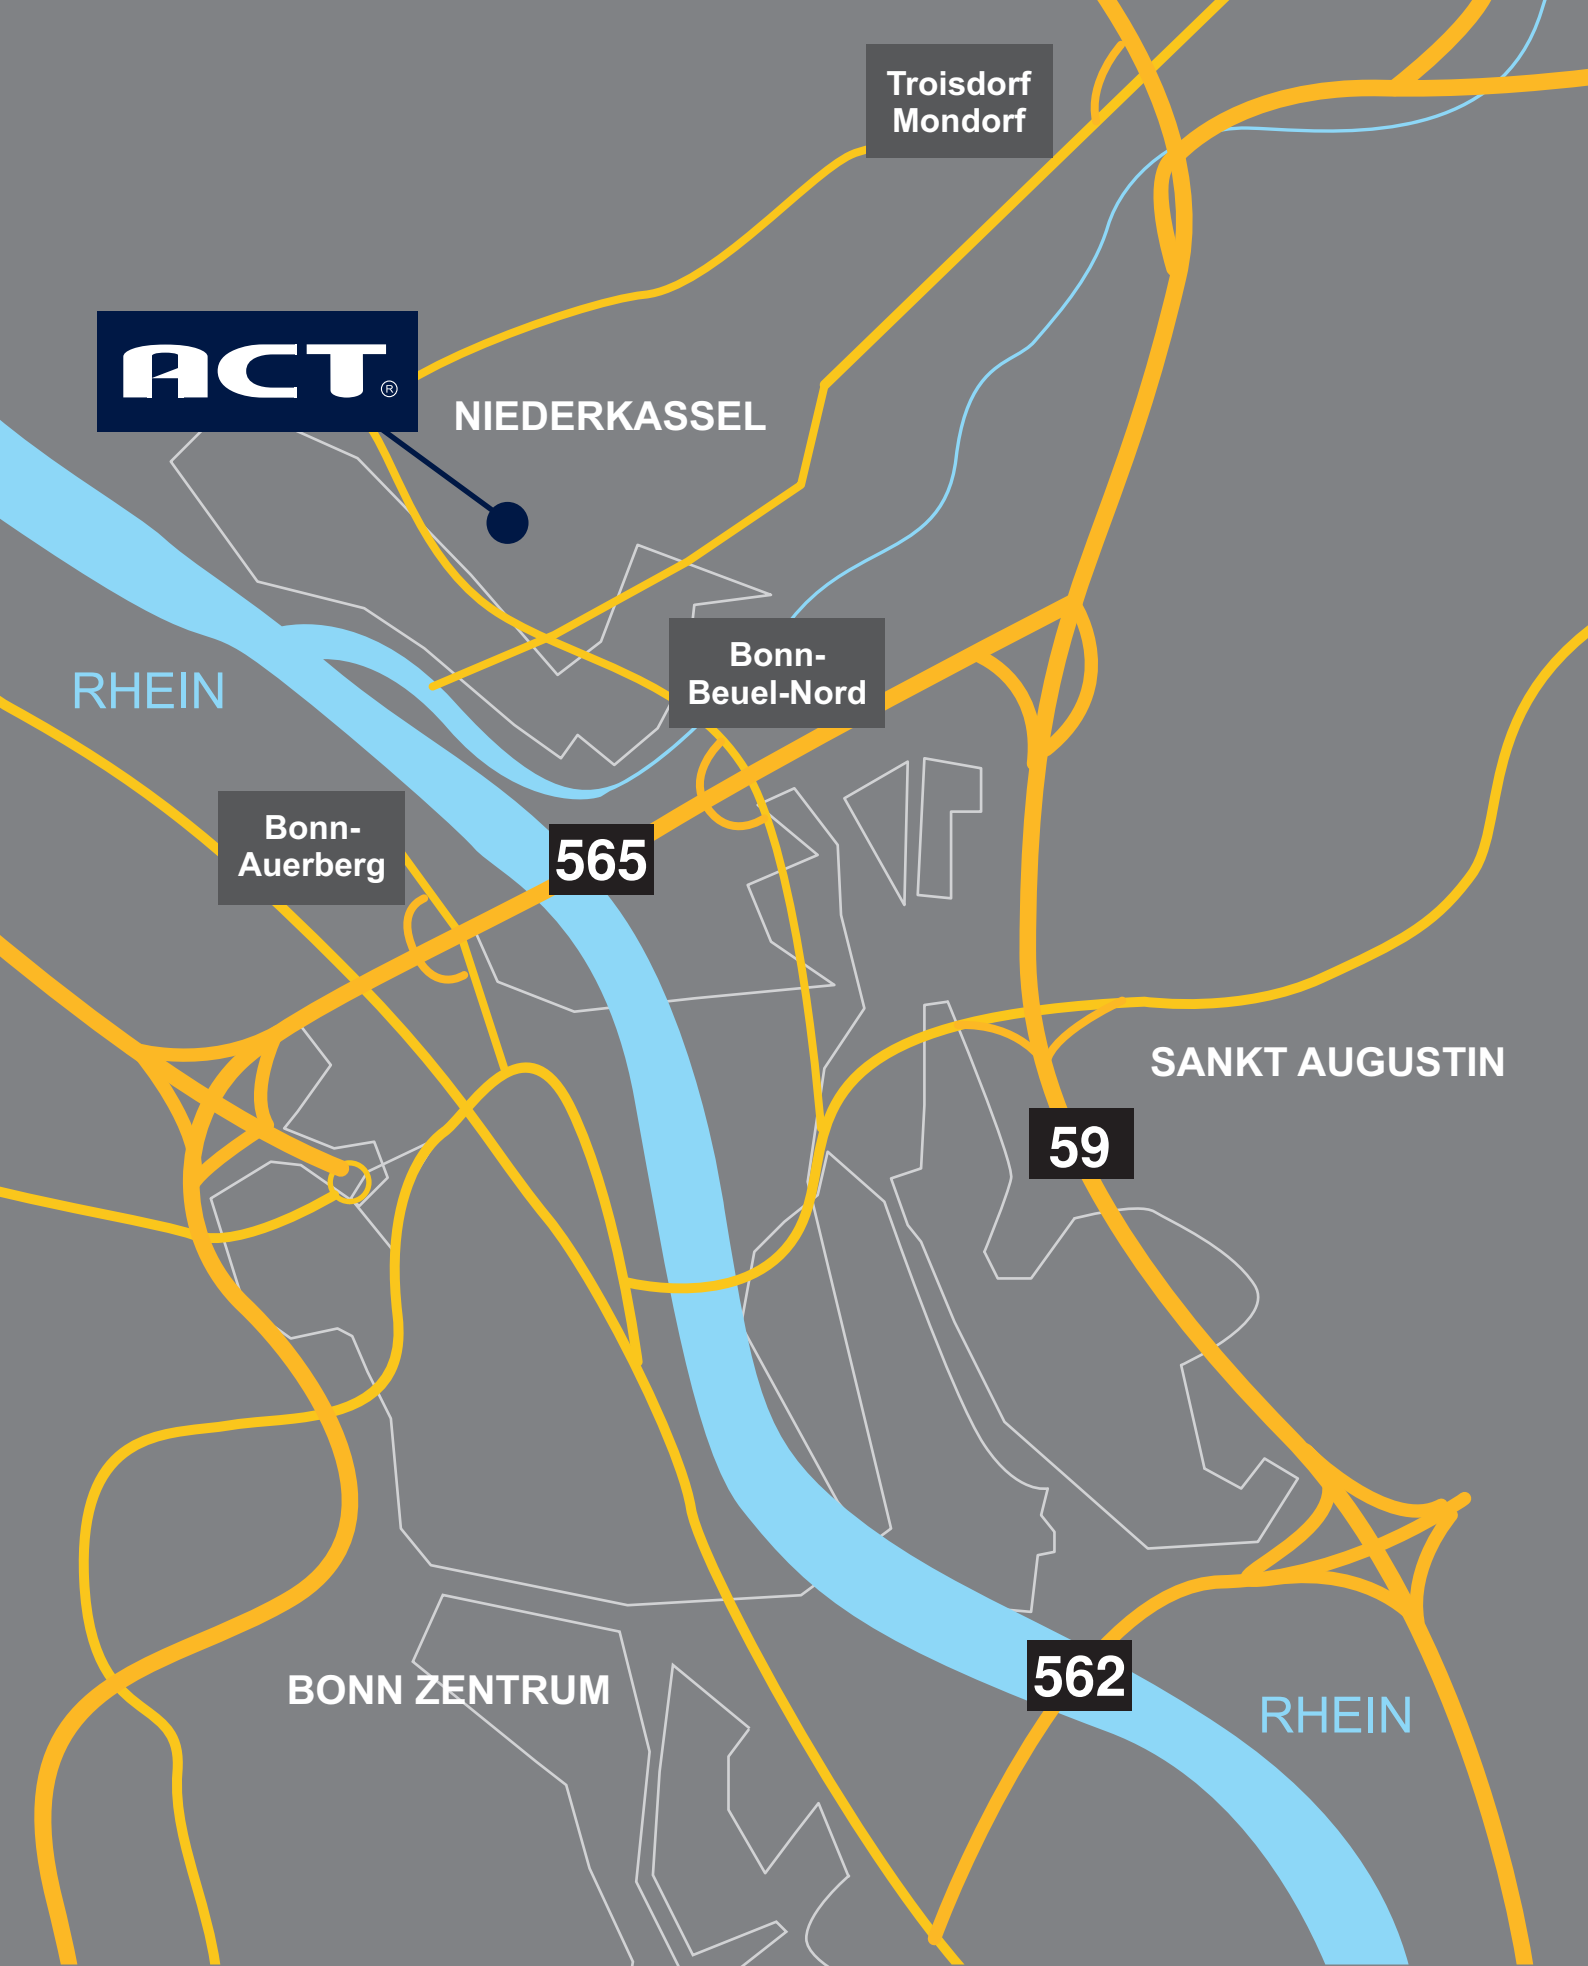 Troisdorf
Mondorf
ACT®
NIEDERKASSEL
Bonn-
Beuel-Nord
RHEIN
Bonn-
Auerberg
565
SANKT AUGUSTIN
59
562
BONN ZENTRUM
RHEIN